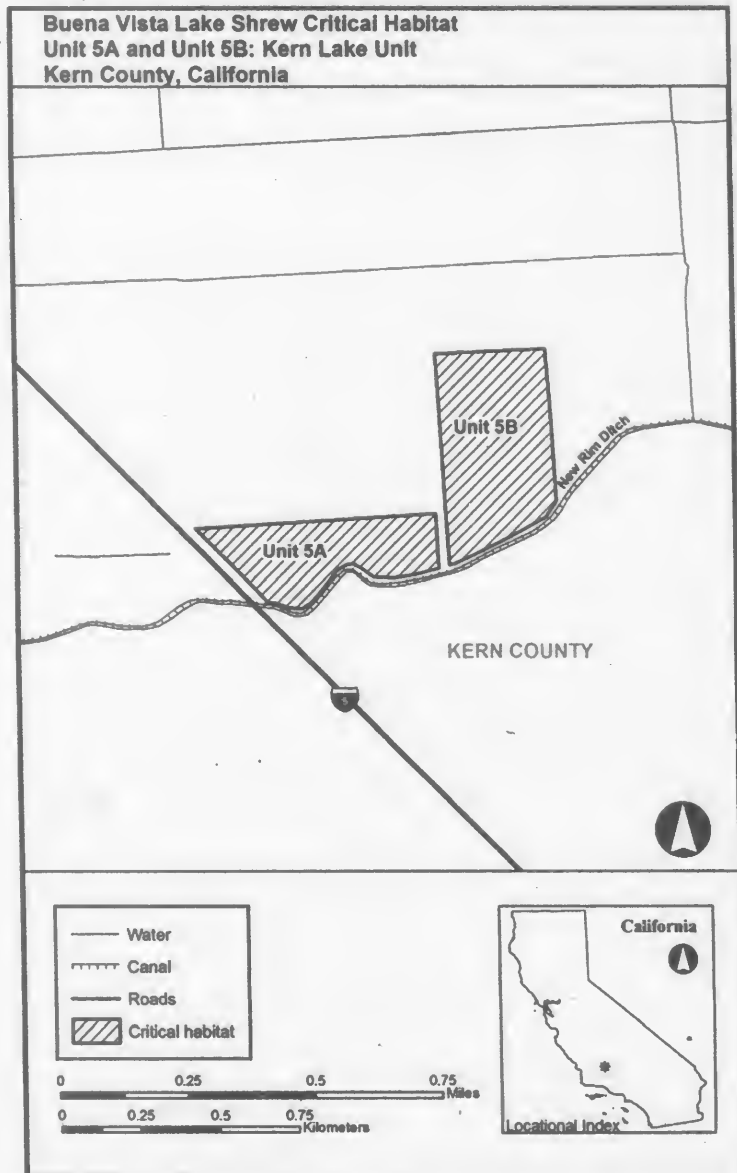 Buena Vista Lake Shrew Critical Habitat
Unit 5A and Unit 5B: Kern Lake Unit
Kern County, California
Unit 5B
New Rim Ditch
Unit 5A
KERN COUNTY
5
Water
Canal
Roads
Critical habitat
0 0.25 0.5 0.75
Miles
0 0.25 0.5 0.75
Kilometers
California
Locational Index